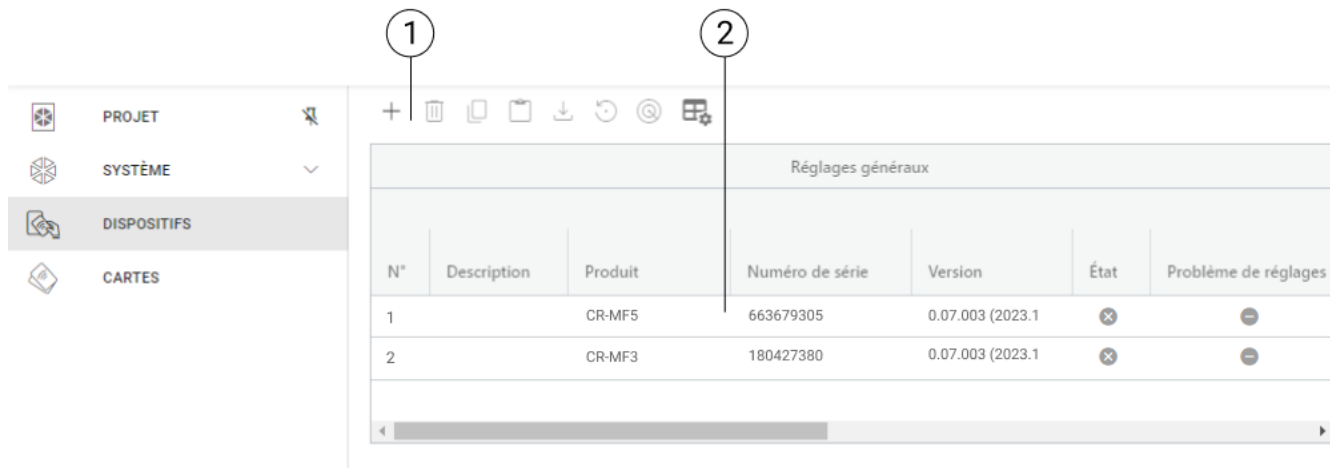 1 2
PROJET
SYSTÈME
DISPOSITIFS
CARTES
Réglages généraux
N° Description Produit Numéro de série Version État Problème de réglages
1 CR-MF5 663679305 0.07.003 (2023.1
2 CR-MF3 180427380 0.07.003 (2023.1